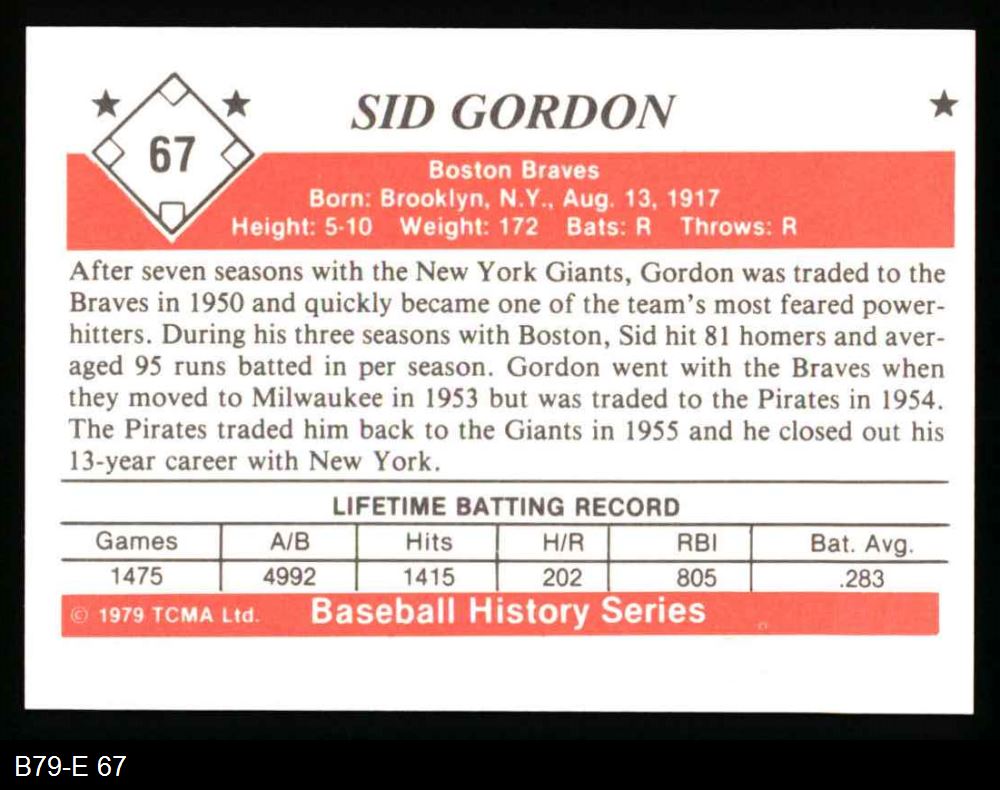 67
SID GORDON
Boston Braves
Born: Brooklyn, N.Y., Aug. 13, 1917
Height: 5-10 Weight: 172 Bats: R Throws: R
After seven seasons with the New York Giants, Gordon was traded to the
Braves in 1950 and quickly became one of the team's most feared power-
hitters. During his three seasons with Boston, Sid hit 81 homers and aver-
aged 95 runs batted in per season. Gordon went with the Braves when
they moved to Milwaukee in 1953 but was traded to the Pirates in 1954.
The Pirates traded him back to the Giants in 1955 and he closed out his
13-year career with New York.
LIFETIME BATTING RECORD
Games A/B Hits H/R RBI Bat. Avg.
1475 4992 1415 202 805 .283
© 1979 TCMA Ltd. Baseball History Series
B79-E 67